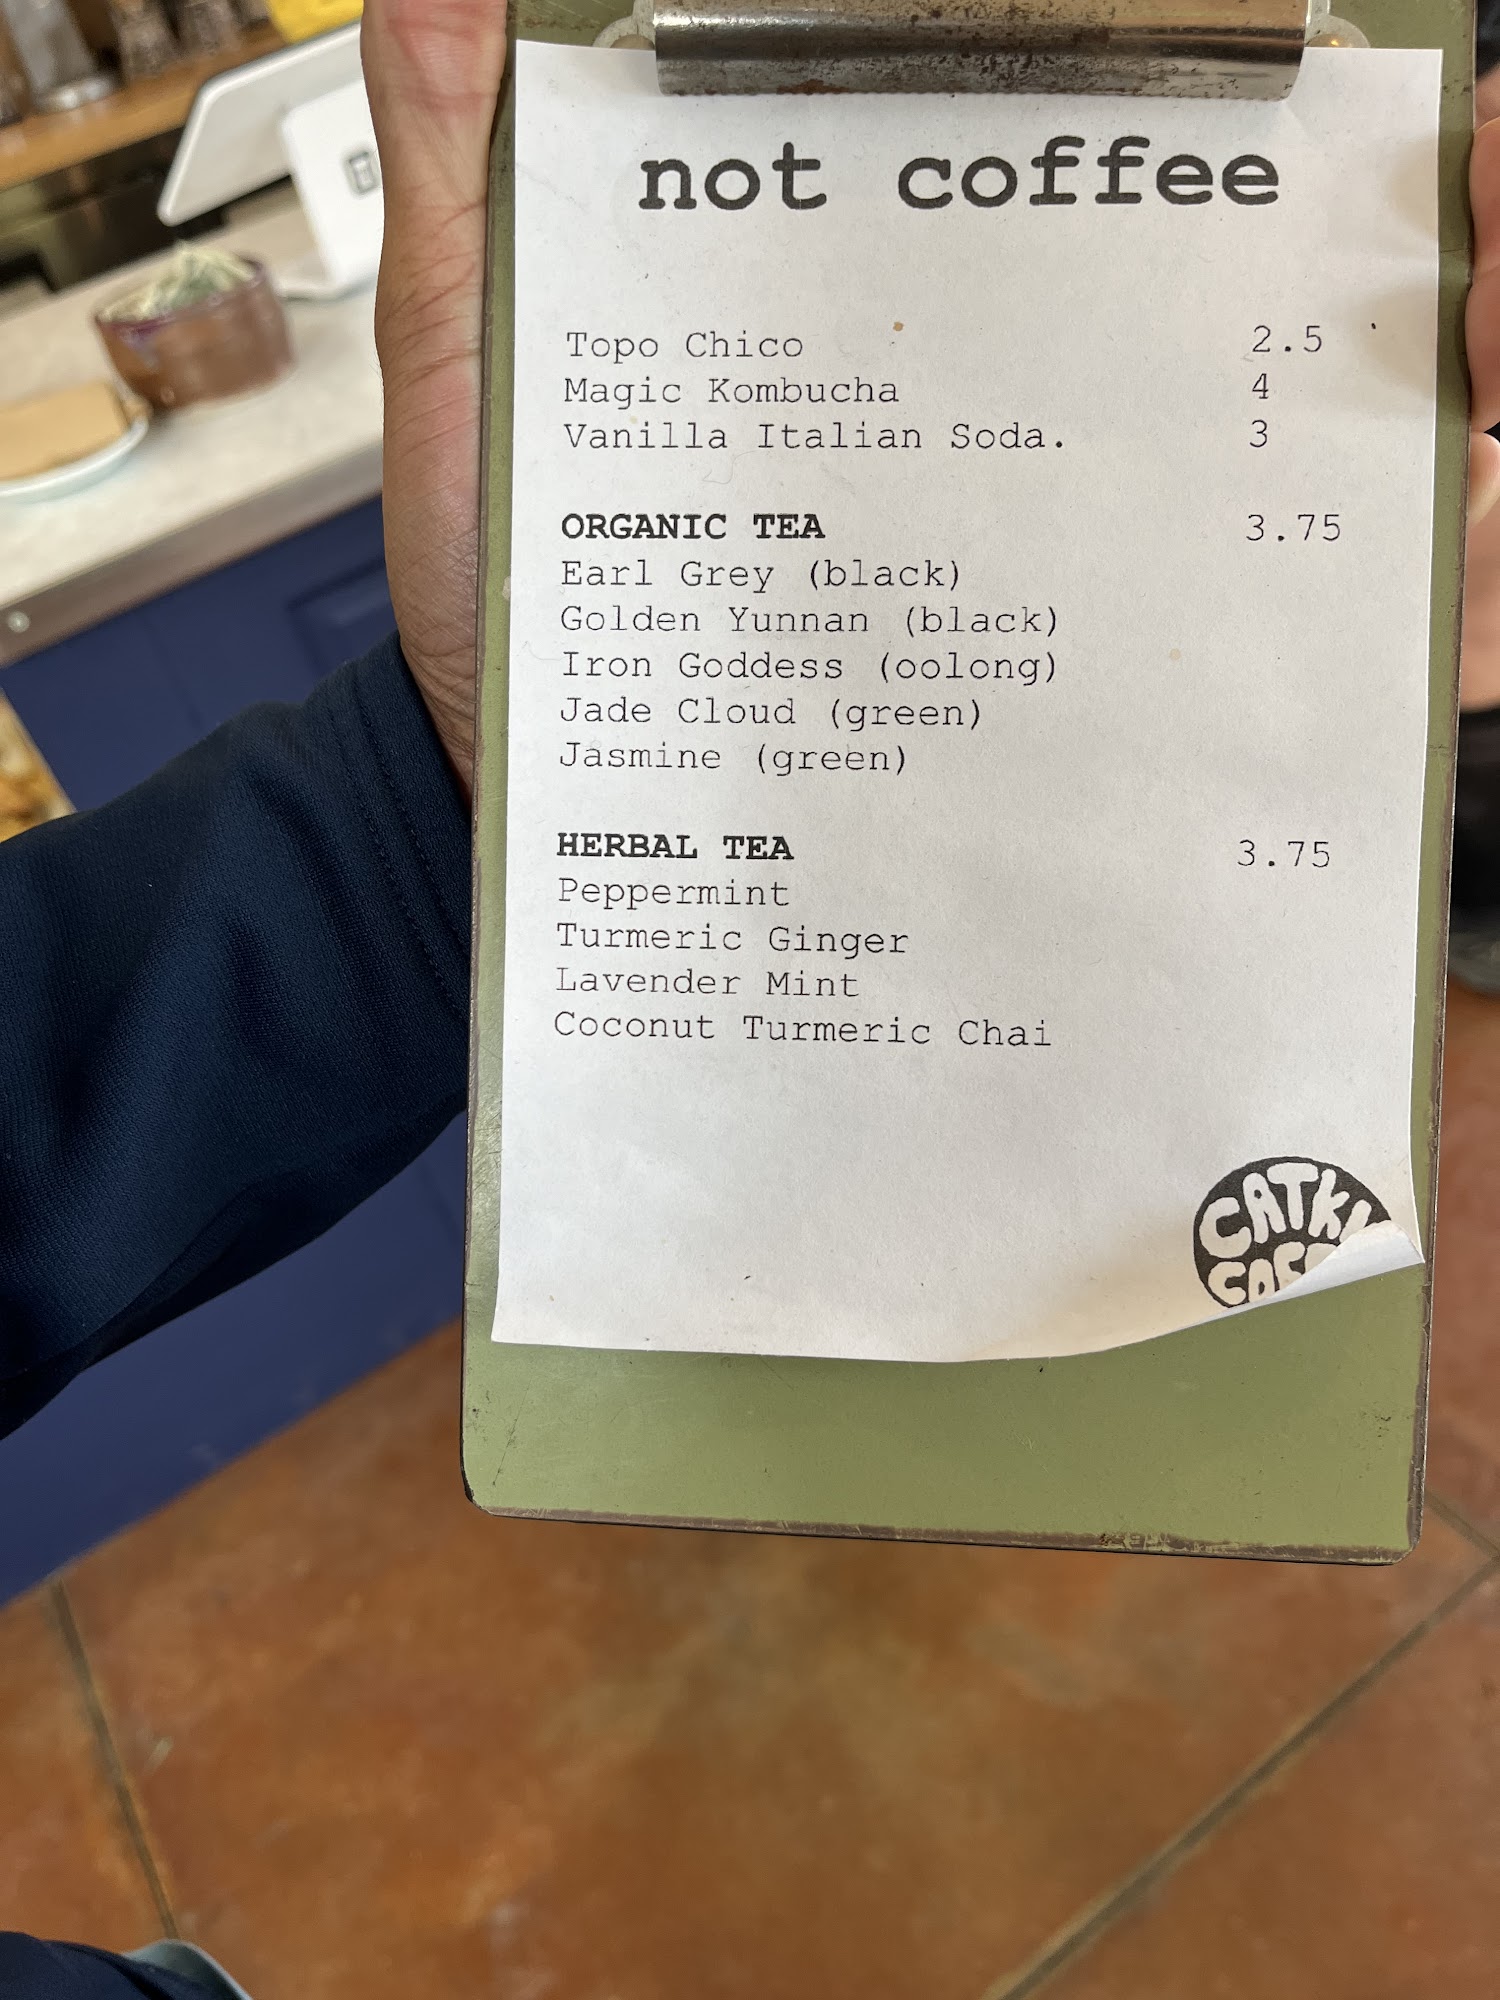 not coffee
Topo Chico 2.5
Magic Kombucha 4
Vanilla Italian Soda. 3
ORGANIC TEA 3.75
Earl Grey (black)
Golden Yunnan (black)
Iron Goddess (oolong)
Jade Cloud (green)
Jasmine (green)
HERBAL TEA 3.75
Peppermint
Turmeric Ginger
Lavender Mint
Coconut Turmeric Chai